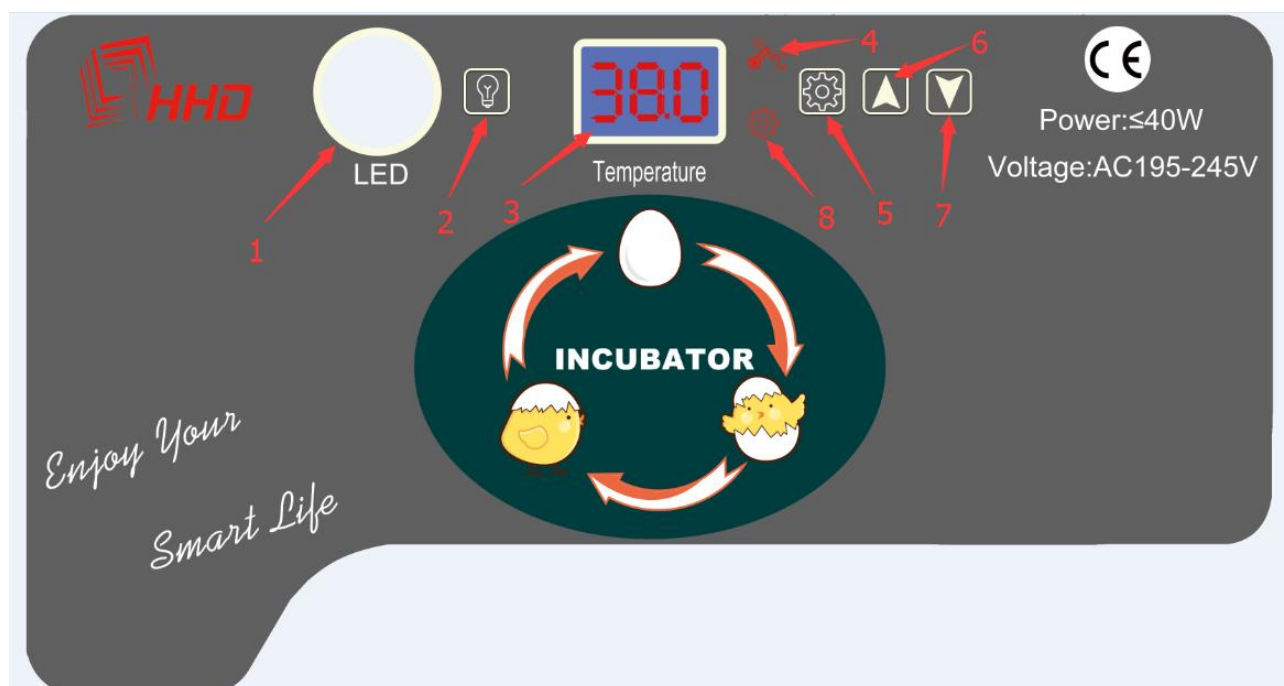 HHD
LED
38.0
Temperature
CE
Power:≤40W
Voltage:AC195-245V
1
2
3
4
5
6
7
8
INCUBATOR
Enjoy Your
Smart Life